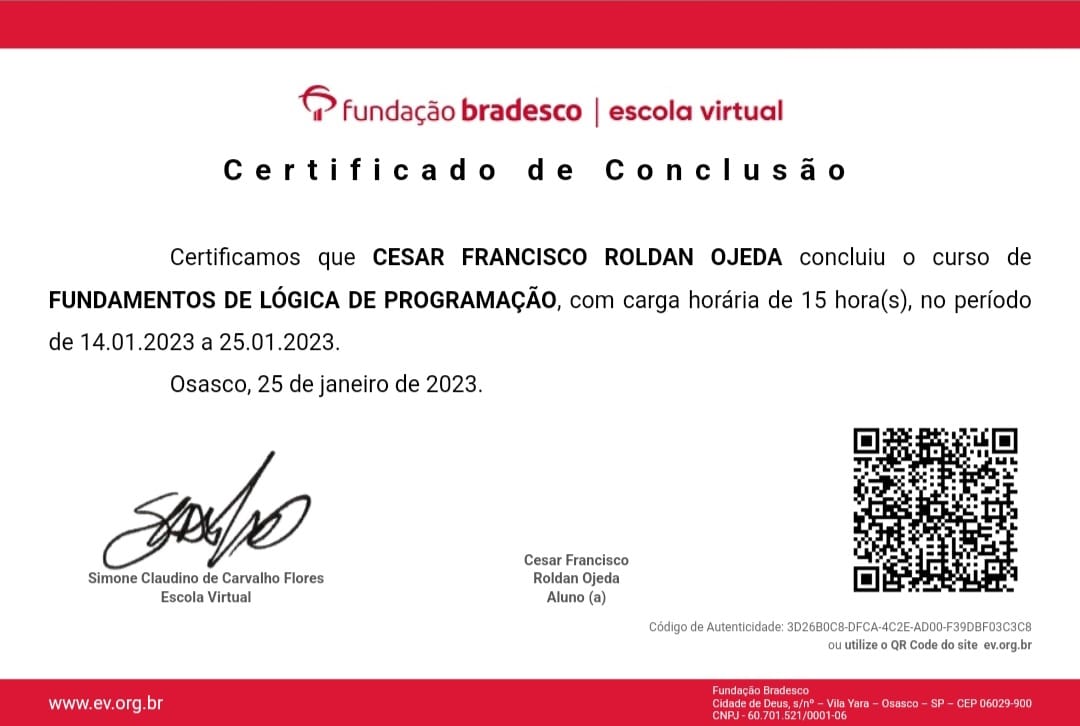 fundação bradesco | escola virtual
Certificado de Conclusão
Certificamos que CESAR FRANCISCO ROLDAN OJEDA concluiu o curso de
FUNDAMENTOS DE LÓGICA DE PROGRAMAÇÃO, com carga horária de 15 hora(s), no período
de 14.01.2023 a 25.01.2023.
Osasco, 25 de janeiro de 2023.
Simone Claudino de Carvalho Flores
Escola Virtual
Cesar Francisco
Roldan Ojeda
Aluno (a)
Código de Autenticidade: 3D26B0C8-DFCA-4C2E-AD00-F39DBF03C3C8
ou utilize o QR Code do site ev.org.br
www.ev.org.br
Fundação Bradesco
Cidade de Deus, s/nº – Vila Yara – Osasco – SP – CEP 06029-900
CNPJ - 60.701.521/0001-06